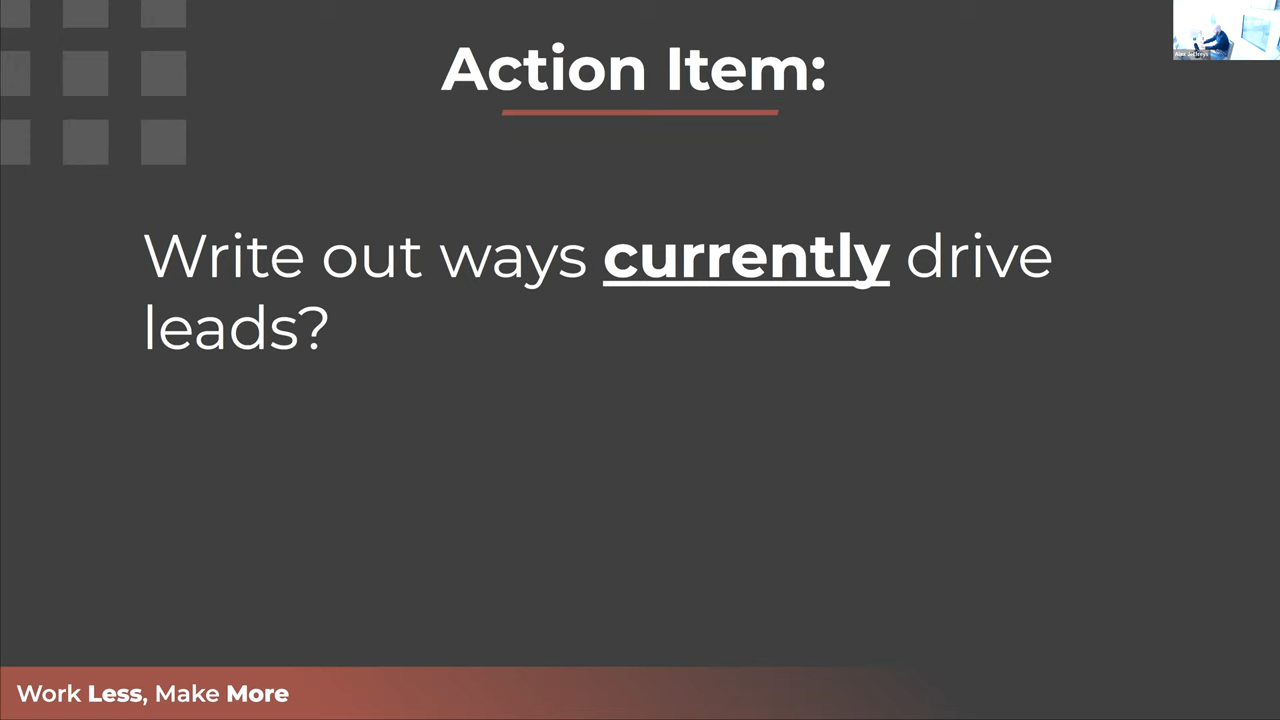 Action Item:
Write out ways currently drive
leads?
Work Less, Make More